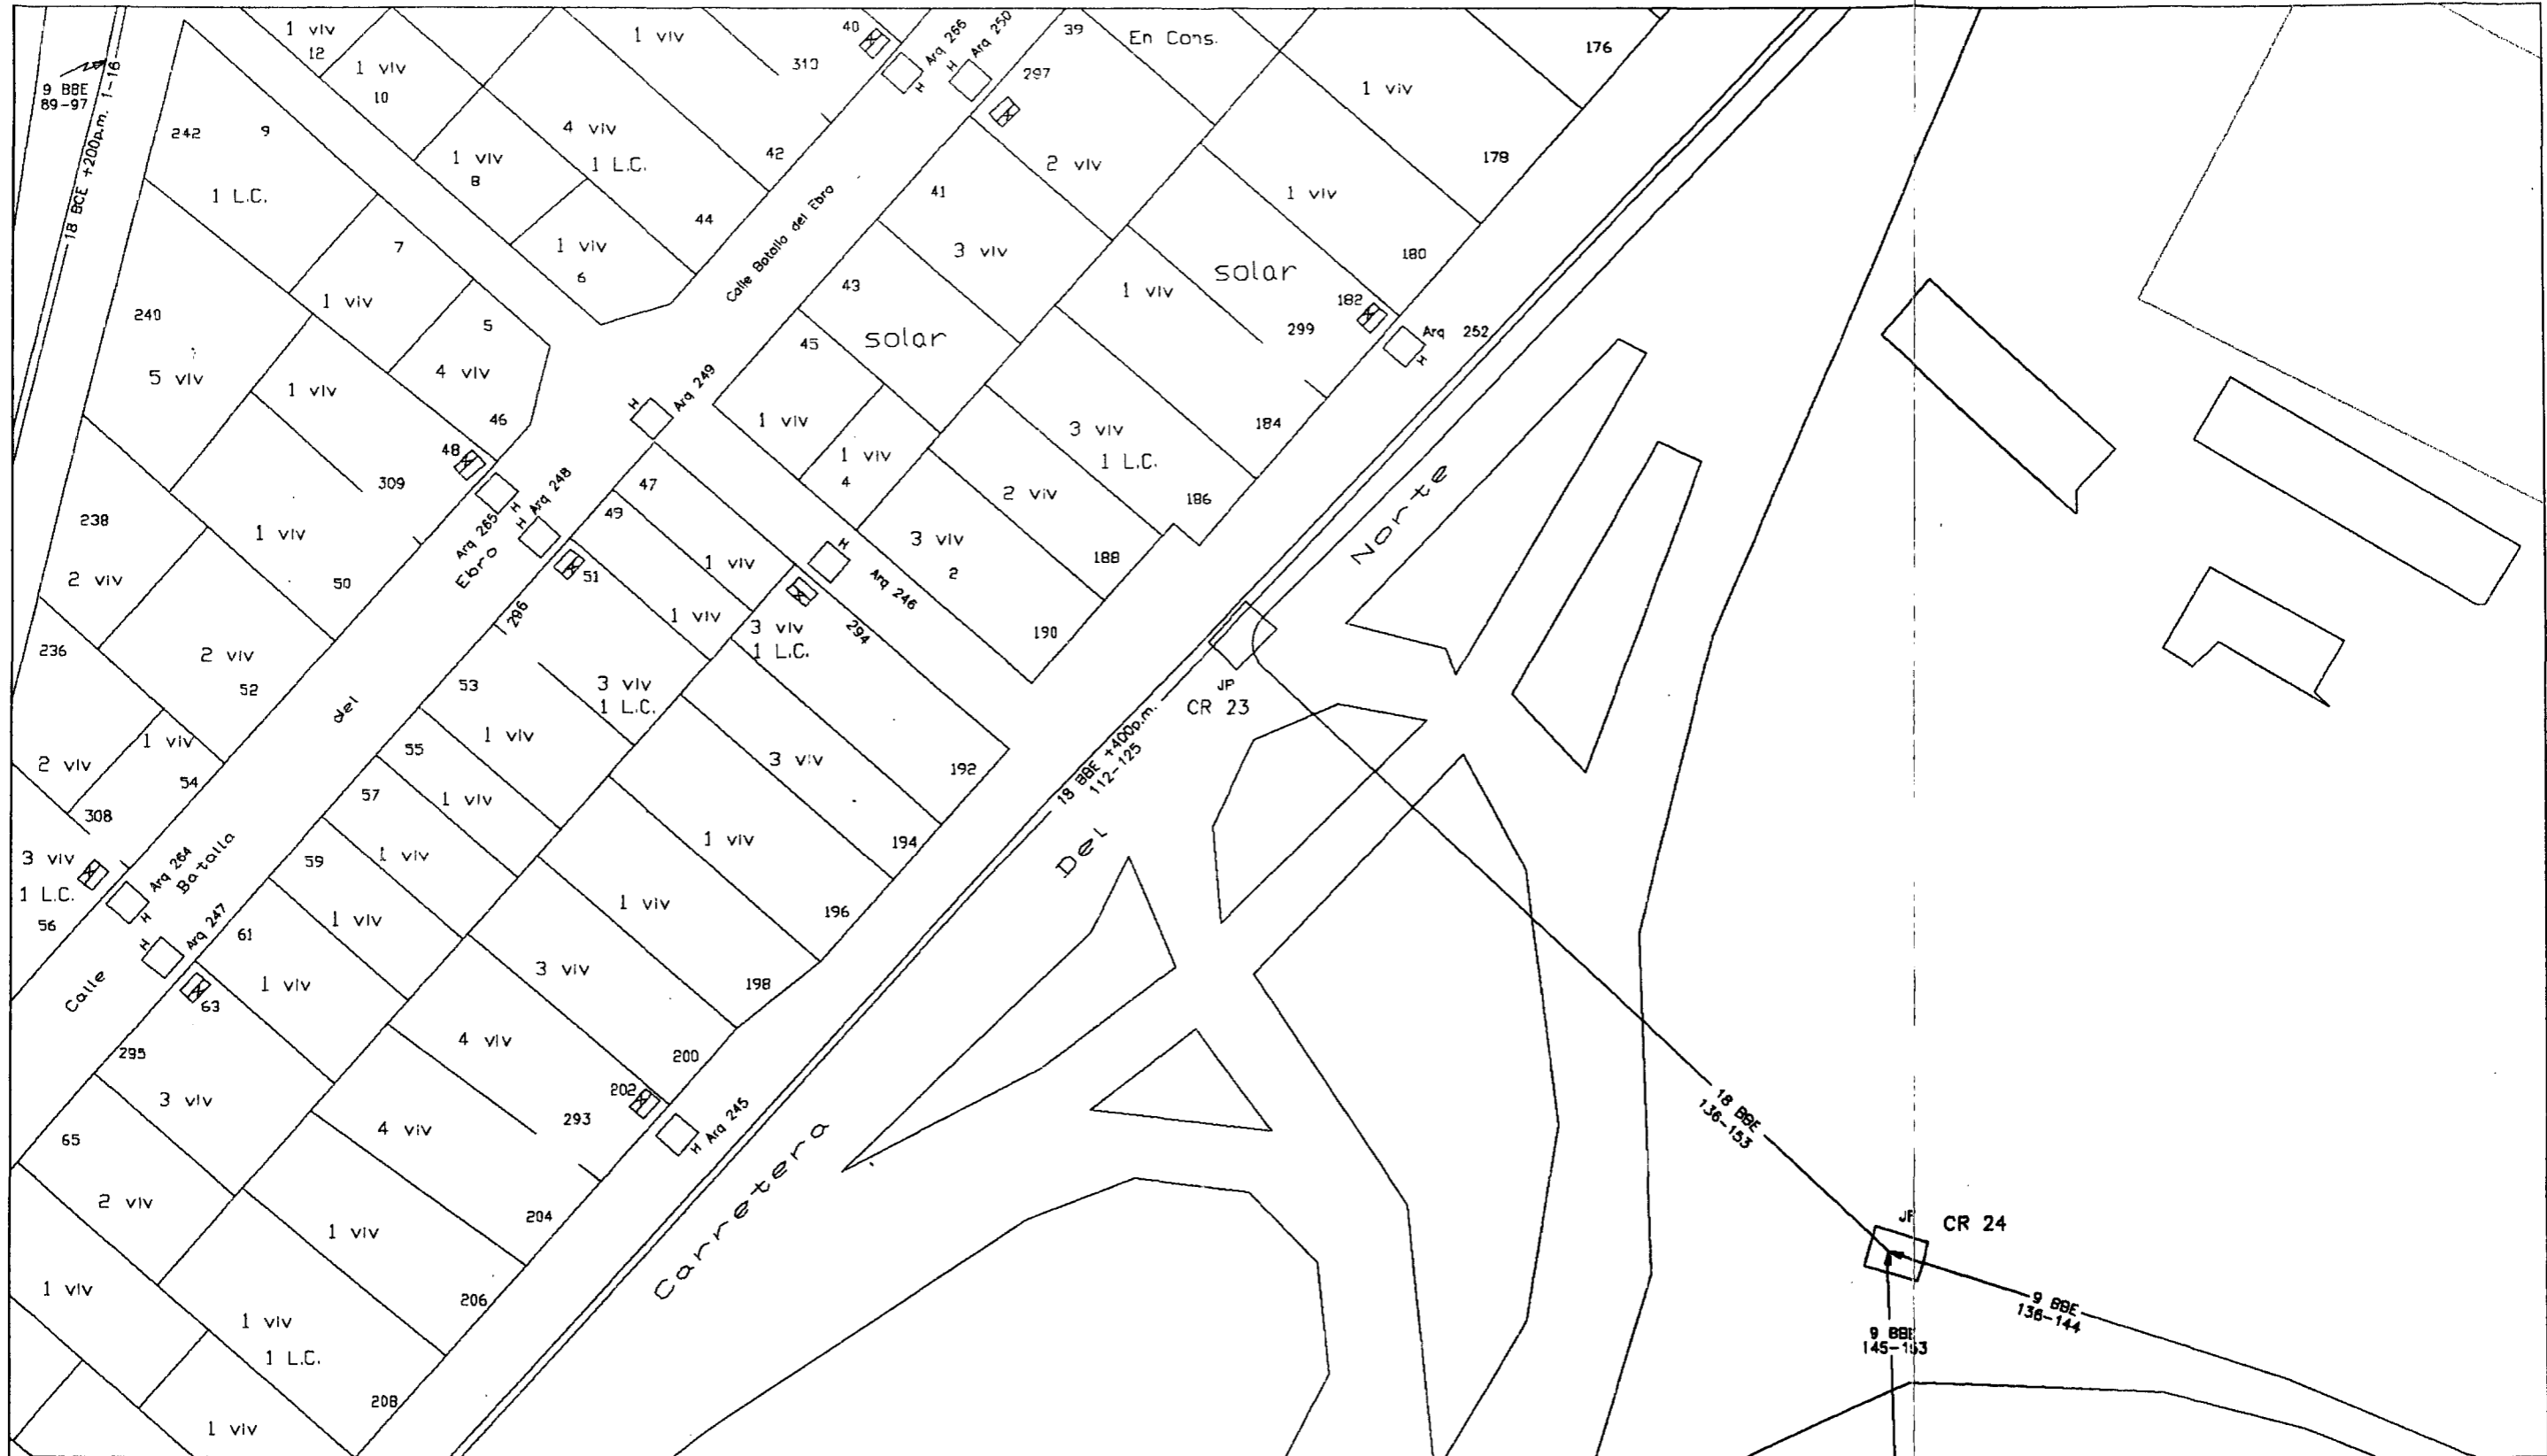 1 viv
12
1 viv
10
1 viv
310
40
Arq 266
H
Arq 250
H
39
297
En Cons.
176
1 viv
9 BBE
89-97
18 BCE +200p.m. 1-16
242
9
1 L.C.
4 viv
1 L.C.
1 viv
8
42
44
1 viv
6
Calle Batalla del Ebro
2 viv
41
1 viv
178
180
7
1 viv
3 viv
43
solar
1 viv
182
299
Arq 252
H
240
5 viv
5
4 viv
1 viv
46
48
309
45
solar
1 viv
1 viv
4
Arq 249
H
184
3 viv
1 L.C.
186
2 viv
188
3 viv
2
190
238
2 viv
1 viv
50
Arq 265
H
Arq 248
H
Ebro
47
49
51
1 viv
1 viv
296
H
Arq 246
294
3 viv
1 L.C.
Norte
JP
CR 23
236
2 viv
52
del
53
3 viv
1 L.C.
1 viv
55
3 viv
192
18 BBE +400p.m.
112-125
2 viv
1 viv
54
308
57
1 viv
1 viv
194
Del
3 viv
1 L.C.
56
Arq 264
H
Batalla
59
1 viv
1 viv
196
Arq 247
H
61
1 viv
Calle
63
1 viv
3 viv
198
295
3 viv
4 viv
200
202
293
Arq 245
H
18 BBE
136-153
65
2 viv
4 viv
204
Carretera
1 viv
206
1 viv
1 viv
1 L.C.
208
1 viv
JP
CR 24
9 BBE
136-144
9 BBE
145-153